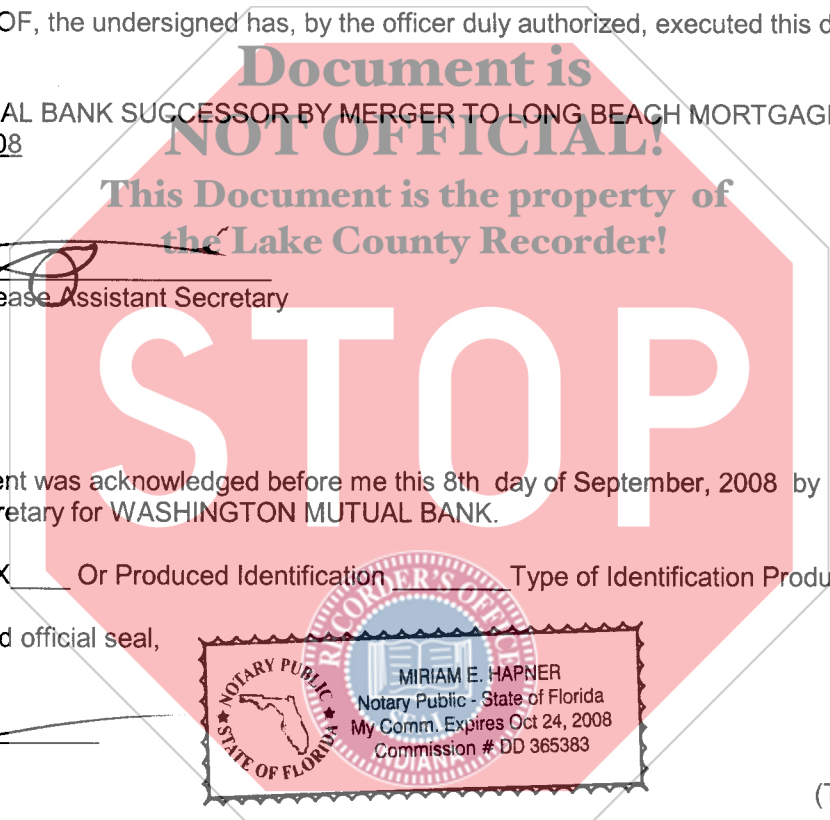 OF, the undersigned has, by the officer duly authorized, executed this d
Document is
AL BANK SUCCESSOR BY MERGER TO LONG BEACH MORTGAGE
NOT OFFICIAL!
08
This Document is the property of
the Lake County Recorder!
ease Assistant Secretary
STOP
ent was acknowledged before me this 8th day of September, 2008 by
retary for WASHINGTON MUTUAL BANK.
X____ Or Produced Identification ________ Type of Identification Produ
RECORDER'S OFFICE
d official seal,
NOTARY PUBLIC
STATE OF FLORIDA
MIRIAM E. HAPNER
Notary Public - State of Florida
My Comm. Expires Oct 24, 2008
Commission # DD 365383
INDIANA
(T